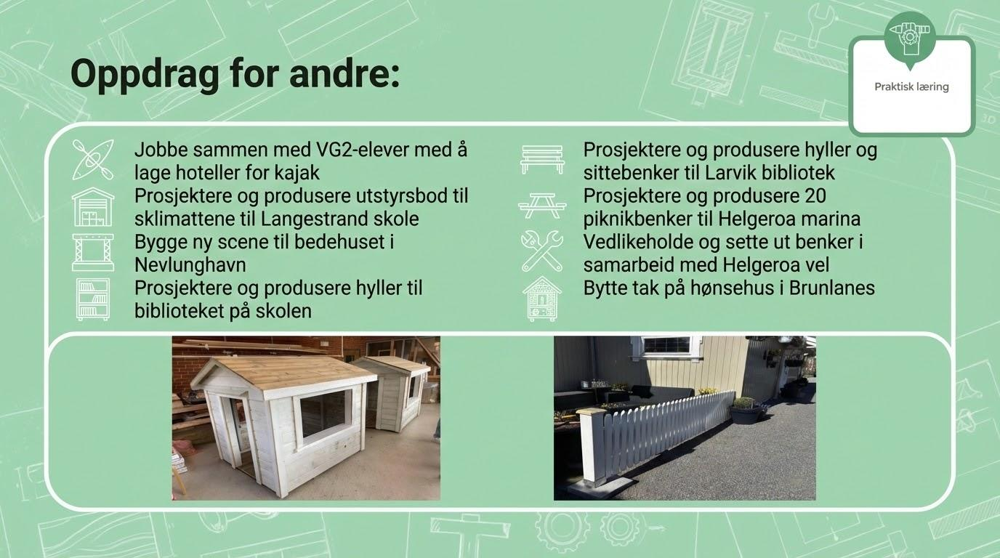 Oppdrag for andre:
Praktisk læring
Jobbe sammen med VG2-elever med å
lage hoteller for kajak
Prosjektere og produsere utstyrsbod til
sklimattene til Langestrand skole
Bygge ny scene til bedehuset i
Nevlunghavn
Prosjektere og produsere hyller til
biblioteket på skolen
Prosjektere og produsere hyller og
sittebenker til Larvik bibliotek
Prosjektere og produsere 20
piknikbenker til Helgeroa marina
Vedlikeholde og sette ut benker i
samarbeid med Helgeroa vel
Bytte tak på hønsehus i Brunlanes
3D